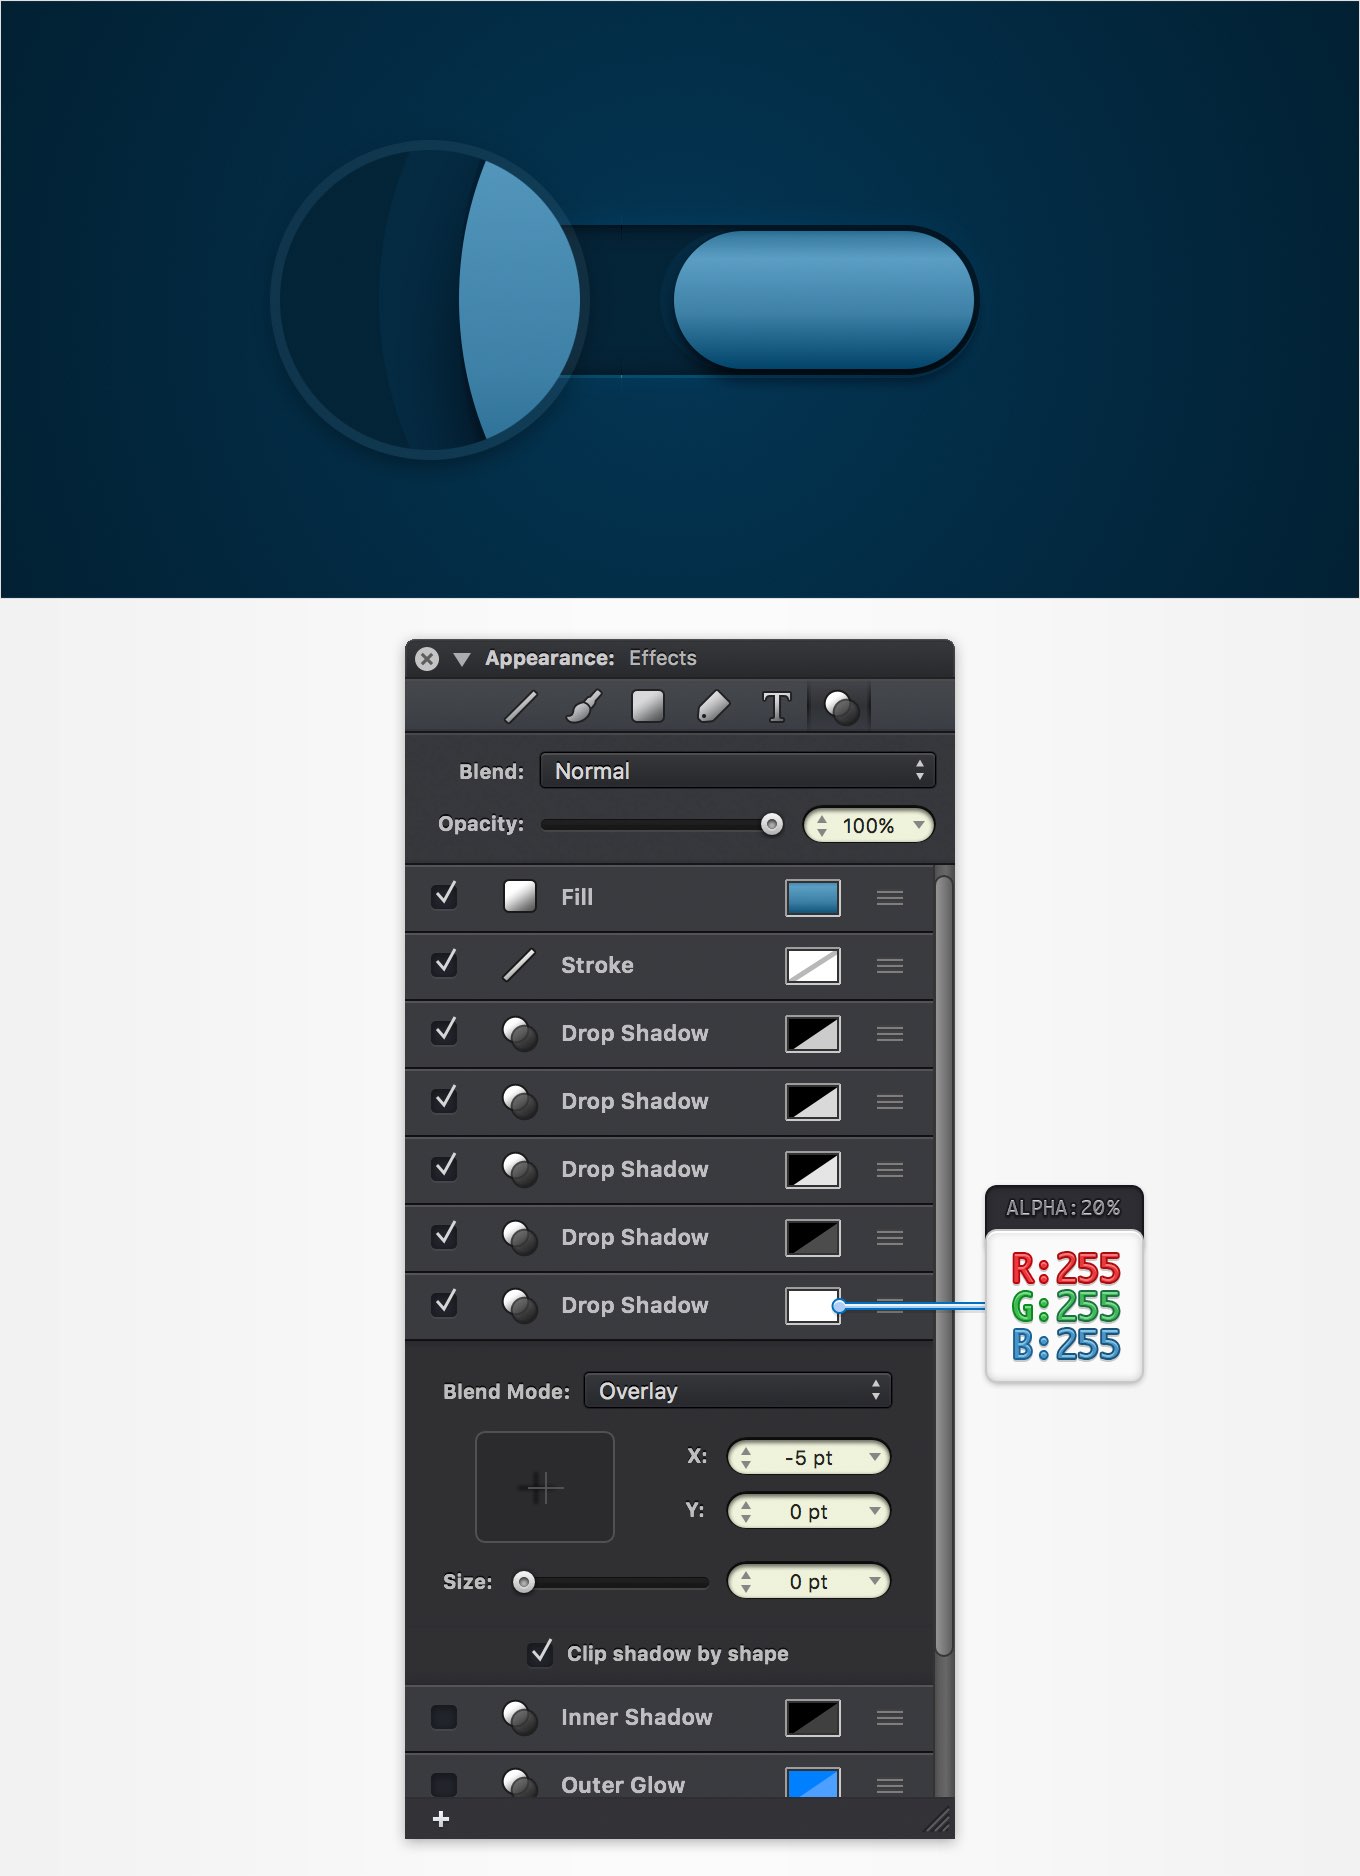 Appearance: Effects
T
Blend: Normal
Opacity: 100%
Fill
Stroke
Drop Shadow
Drop Shadow
Drop Shadow
Drop Shadow
Drop Shadow
ALPHA:20%
R:255
G:255
B:255
Blend Mode: Overlay
X: -5 pt
Y: 0 pt
Size: 0 pt
Clip shadow by shape
Inner Shadow
Outer Glow